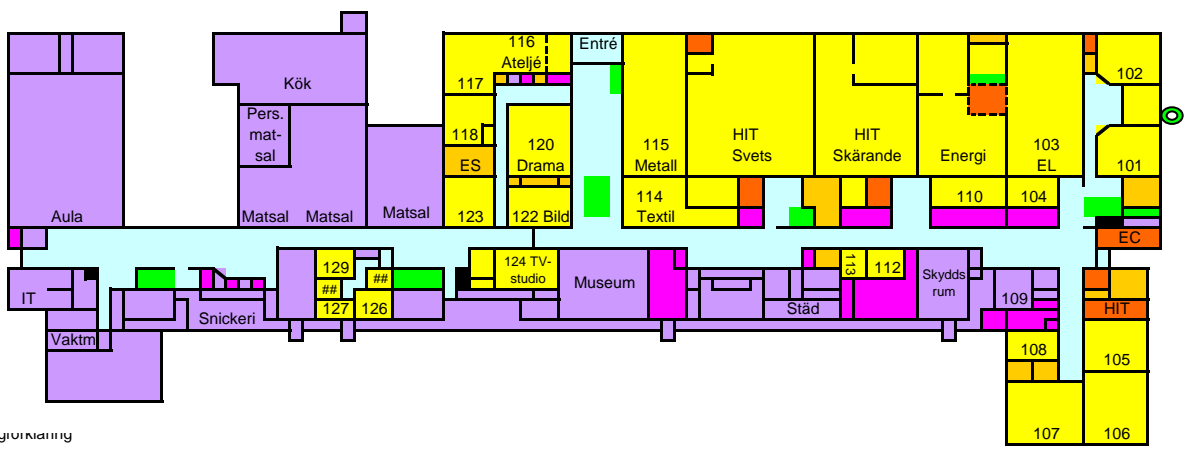 116
Ateljé
Entré
117
Kök
102
Pers.
mat-
sal
118
120
Drama
115
Metall
HIT
Svets
HIT
Skärande
Energi
103
EL
101
ES
Aula
Matsal
Matsal
Matsal
123
122 Bild
114
Textil
110
104
EC
129
124 TV-
studio
113
112
Skydds
rum
##
##
Museum
IT
127
126
Snickeri
Städ
109
HIT
Vaktm
108
105
107
106